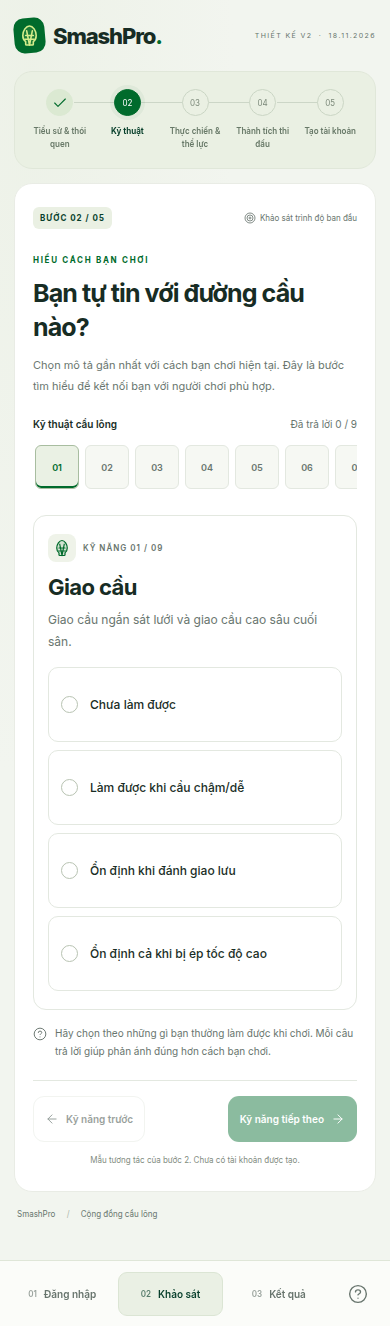 SmashPro.
THIẾT KẾ V2 · 18.11.2026
02
03
04
05
Tiểu sử & thói quen
Kỹ thuật
Thực chiến & thể lực
Thành tích thi đấu
Tạo tài khoản
BƯỚC 02 / 05
Khảo sát trình độ ban đầu
HIỂU CÁCH BẠN CHƠI
Bạn tự tin với đường cầu
nào?
Chọn mô tả gần nhất với cách bạn chơi hiện tại. Đây là bước
tìm hiểu để kết nối bạn với người chơi phù hợp.
Kỹ thuật cầu lông
Đã trả lời 0 / 9
01
02
03
04
05
06
0
KỸ NĂNG 01 / 09
Giao cầu
Giao cầu ngắn sát lưới và giao cầu cao sâu cuối
sân.
Chưa làm được
Làm được khi cầu chậm/dễ
Ổn định khi đánh giao lưu
Ổn định cả khi bị ép tốc độ cao
Hãy chọn theo những gì bạn thường làm được khi chơi. Mỗi câu
trả lời giúp phản ánh đúng hơn cách bạn chơi.
Kỹ năng trước
Kỹ năng tiếp theo
Mẫu tương tác của bước 2. Chưa có tài khoản được tạo.
SmashPro / Cộng đồng cầu lông
01 Đăng nhập
02 Khảo sát
03 Kết quả